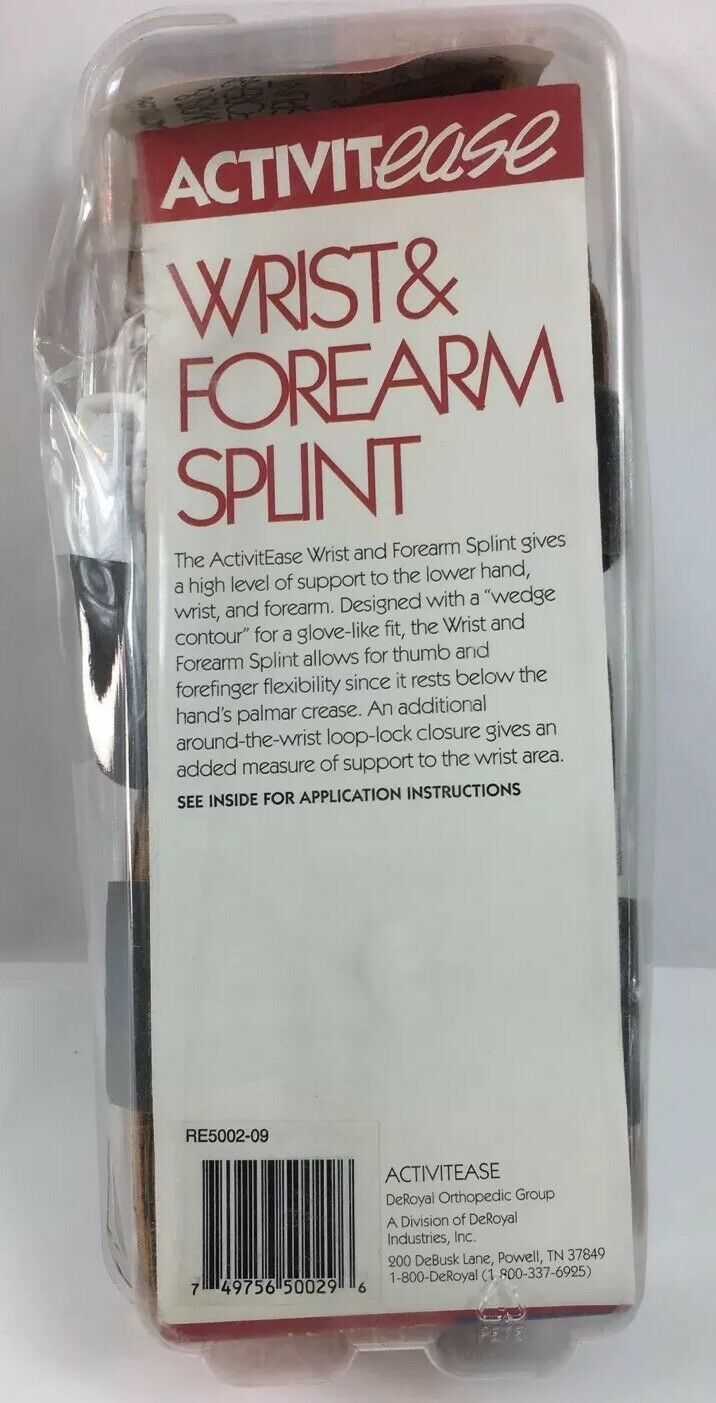 ACTIVITease
WRIST &
FOREARM
SPLINT
The ActivitEase Wrist and Forearm Splint gives
a high level of support to the lower hand,
wrist, and forearm. Designed with a "wedge
contour" for a glove-like fit, the Wrist and
Forearm Splint allows for thumb and
forefinger flexibility since it rests below the
hand's palmar crease. An additional
around-the-wrist loop-lock closure gives an
added measure of support to the wrist area.
SEE INSIDE FOR APPLICATION INSTRUCTIONS
RE5002-09
7 49756 50029 6
ACTIVITEASE
DeRoyal Orthopedic Group
A Division of DeRoyal
Industries, Inc.
200 DeBusk Lane, Powell, TN 37849
1-800-DeRoyal (1 800-337-6925)
PETE